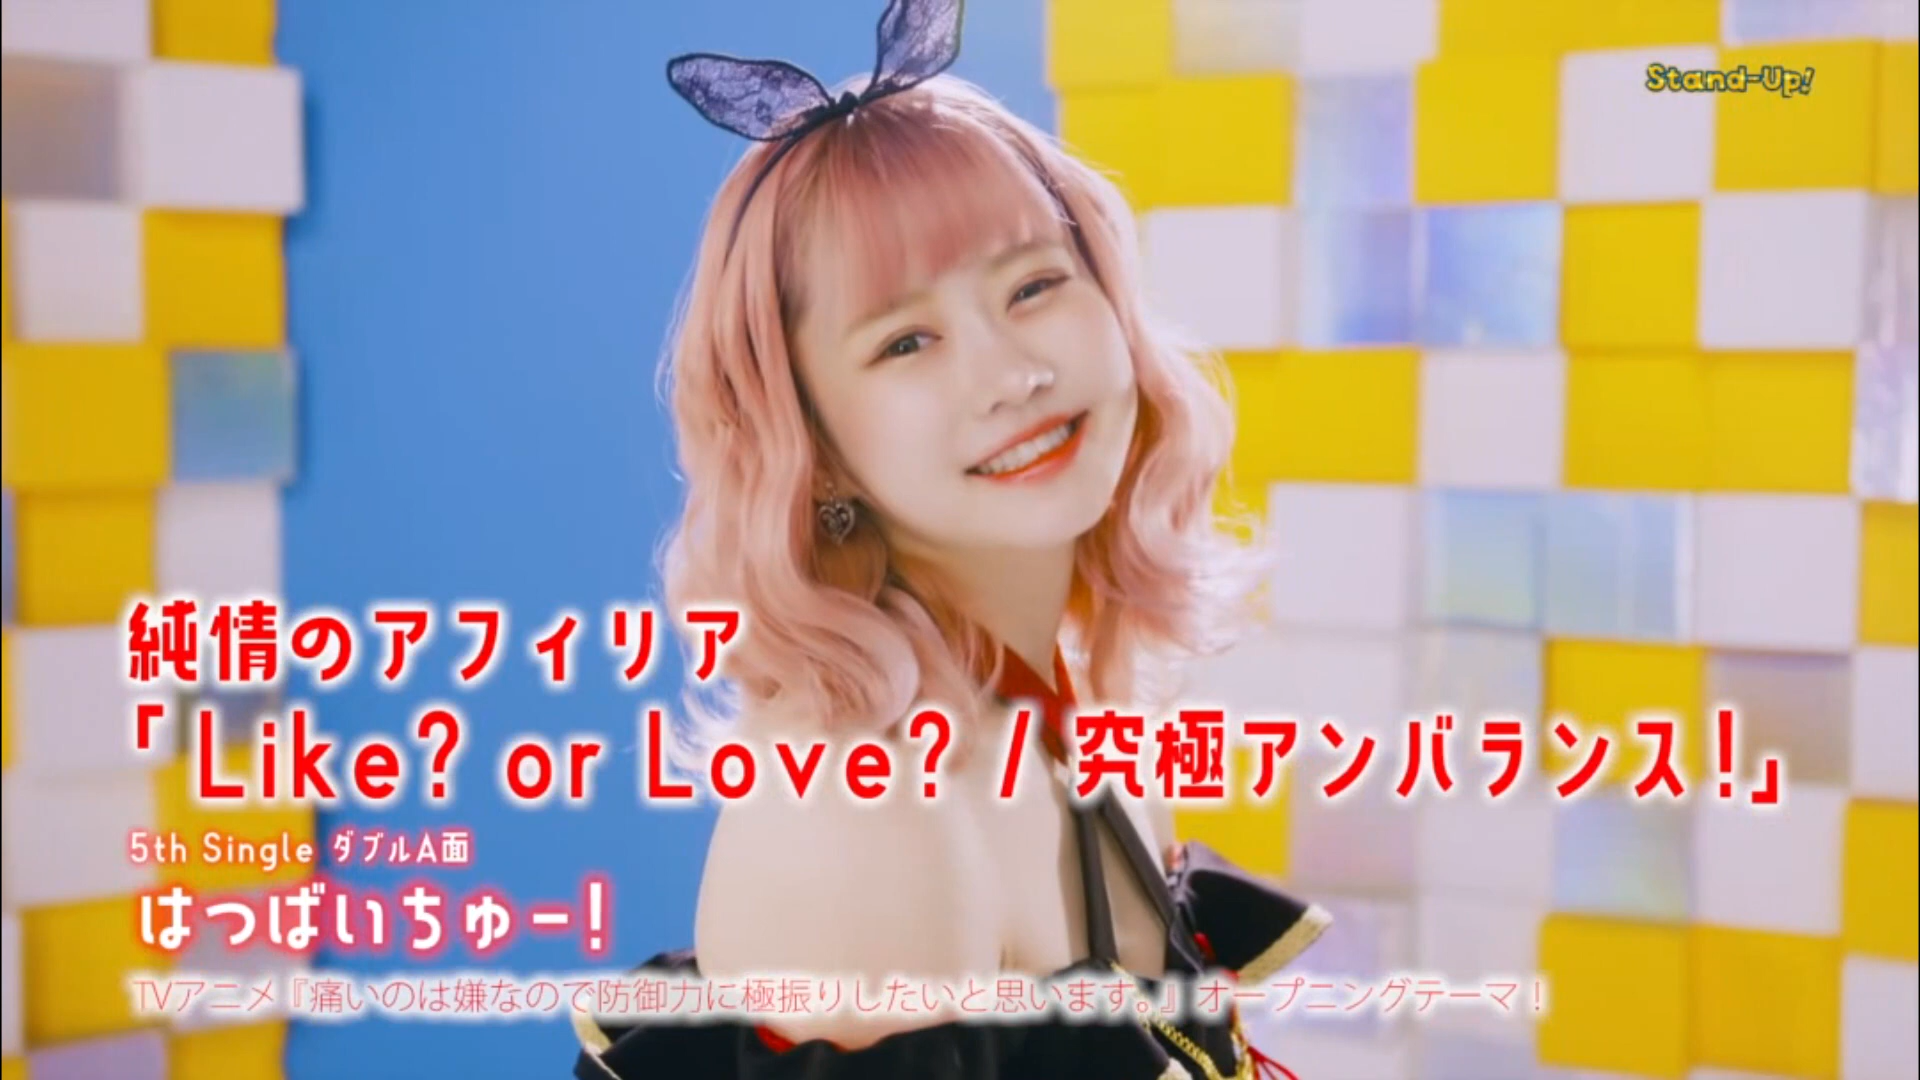 Stand-Up!
純情のアフィリア
「Like? or Love? / 究極アンバランス!」
5th Single ダブルA面
はつばいちゅー!
TVアニメ『痛いのは嫌なので防御力に極振りしたいと思います。』オープニングテーマ!